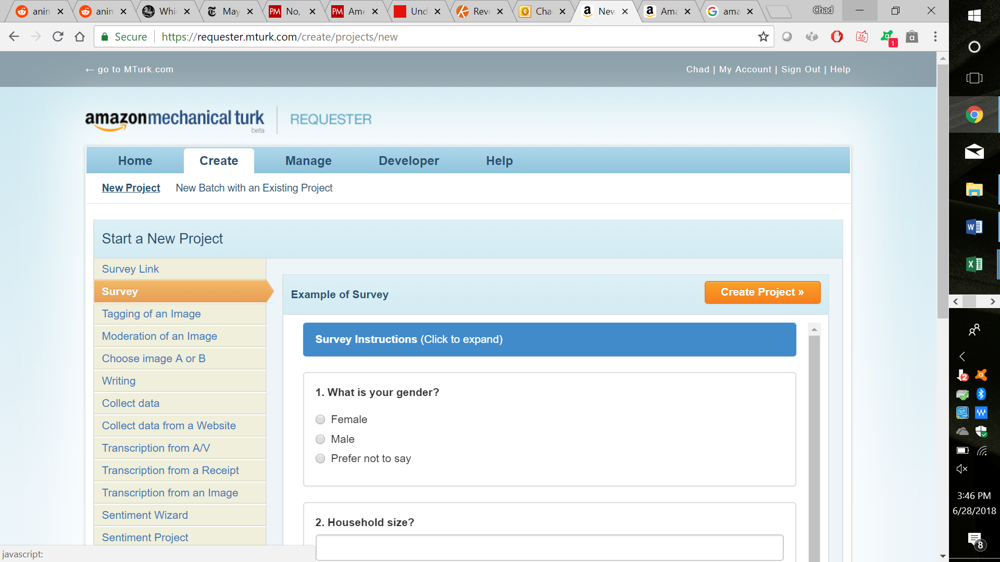 anin
anin
Whi
May
No,
Ame
Und
Reve
Cha
New
Ama
ama
Chad
Secure
https://requester.mturk.com/create/projects/new
1
← go to MTurk.com
Chad | My Account | Sign Out | Help
amazonmechanical turk
beta
REQUESTER
Home
Create
Manage
Developer
Help
New Project
New Batch with an Existing Project
Start a New Project
Survey Link
Survey
Tagging of an Image
Moderation of an Image
Choose image A or B
Writing
Collect data
Collect data from a Website
Transcription from A/V
Transcription from a Receipt
Transcription from an Image
Sentiment Wizard
Sentiment Project
Example of Survey
Create Project »
Survey Instructions (Click to expand)
1. What is your gender?
Female
Male
Prefer not to say
2. Household size?
javascript:
2
3:46 PM
6/28/2018
8